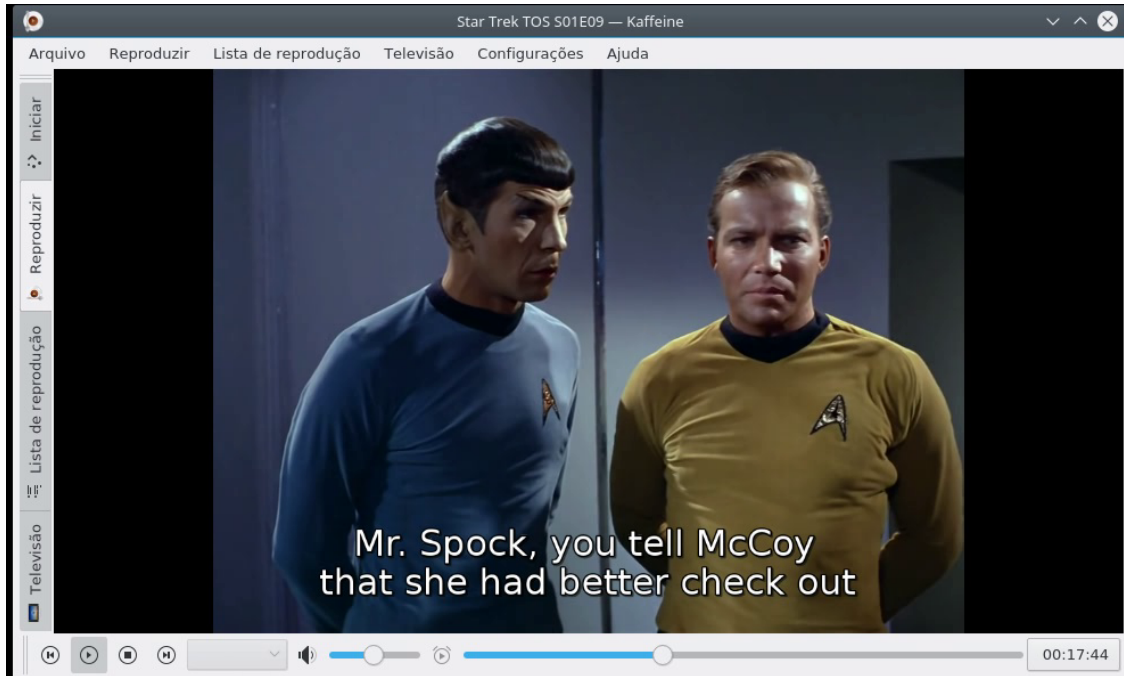 Star Trek TOS S01E09 — Kaffeine
Arquivo Reproduzir Lista de reprodução Televisão Configurações Ajuda
Iniciar
Reproduzir
Lista de reprodução
Televisão
Mr. Spock, you tell McCoy
that she had better check out
00:17:44